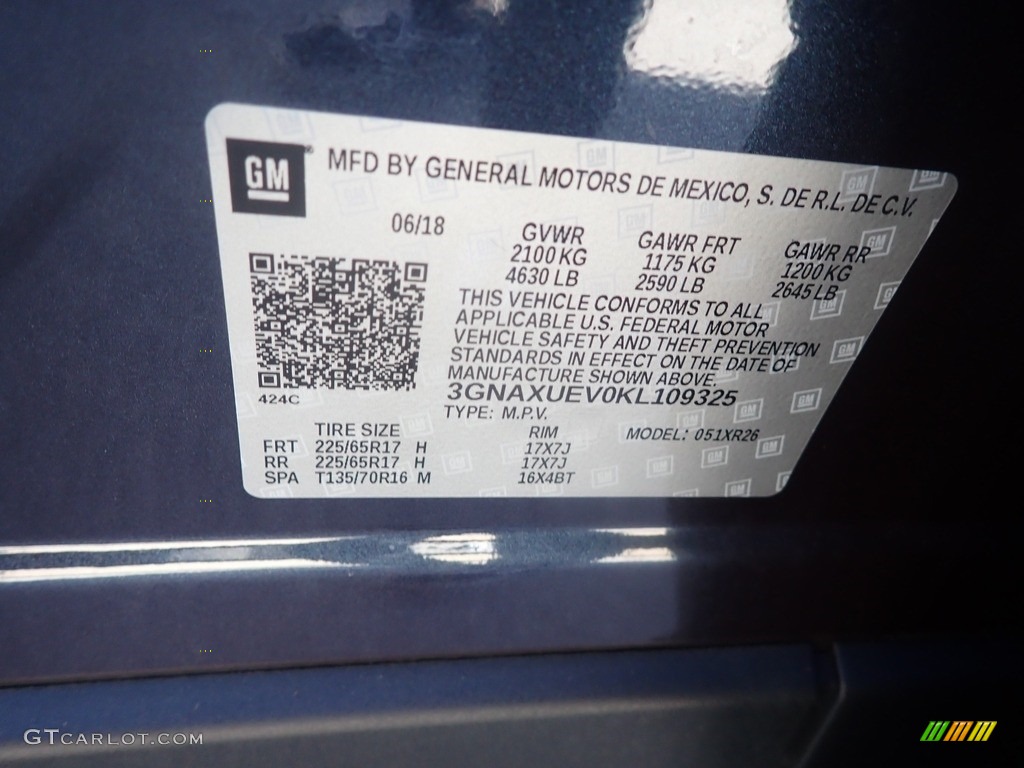 GM
MFD BY GENERAL MOTORS DE MEXICO, S. DE R.L. DE C.V.
06/18
GVWR GAWR FRT GAWR RR
2100 KG 1175 KG 1200 KG
4630 LB 2590 LB 2645 LB
THIS VEHICLE CONFORMS TO ALL
APPLICABLE U.S. FEDERAL MOTOR
VEHICLE SAFETY AND THEFT PREVENTION
STANDARDS IN EFFECT ON THE DATE OF
MANUFACTURE SHOWN ABOVE.
3GNAXUEV0KL109325
424C
TYPE: M.P.V.
TIRE SIZE RIM MODEL: 051XR26
FRT 225/65R17 H 17X7J
RR 225/65R17 H 17X7J
SPA T135/70R16 M 16X4BT
GTCARLOT.COM